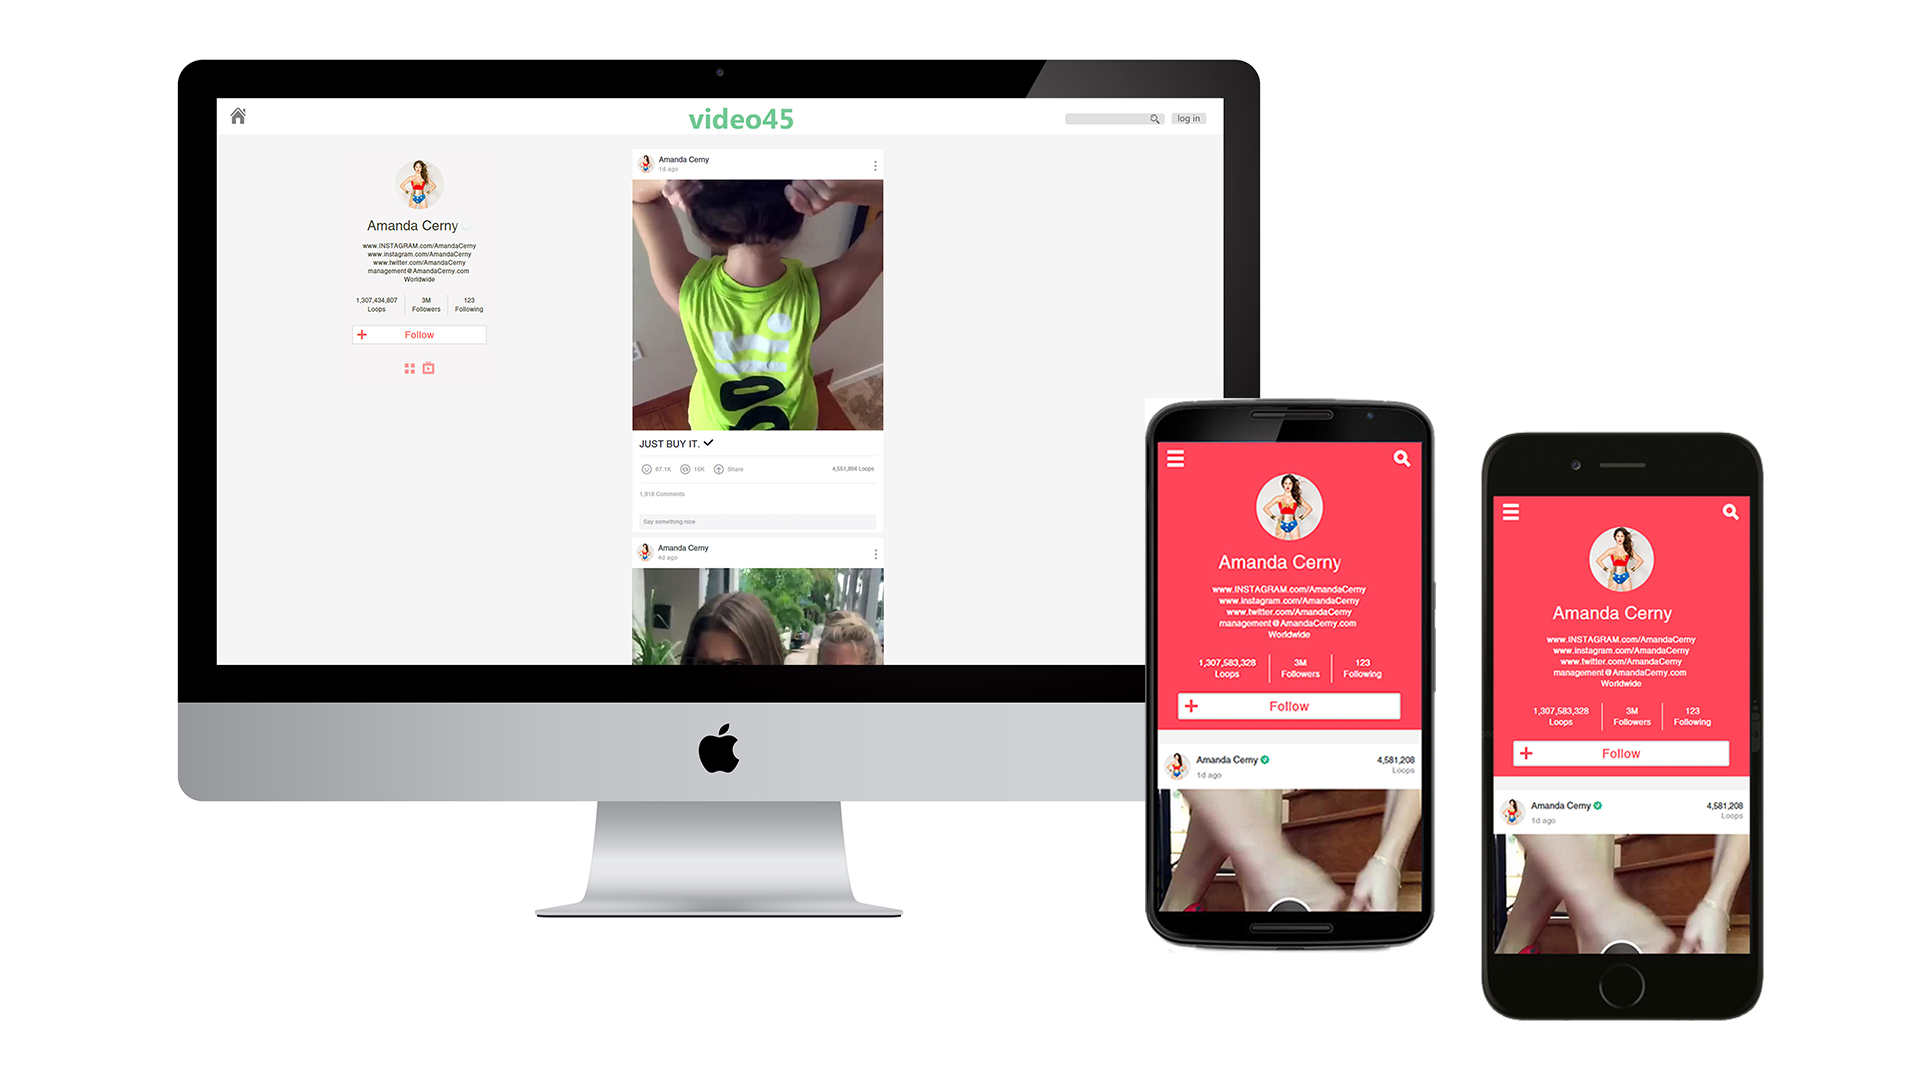 video45
log in
Amanda Cerny
www.INSTAGRAM.com/AmandaCerny
www.instagram.com/AmandaCerny
www.twitter.com/AmandaCerny
management@AmandaCerny.com
Worldwide
1,307,434,807 3M 123
Loops Followers Following
+ Follow
Amanda Cerny
1d ago
JUST BUY IT. ✓
87.1K 16K Share 4,551,894 Loops
1,818 Comments
Say something nice
Amanda Cerny
4d ago
Amanda Cerny
www.INSTAGRAM.com/AmandaCerny
www.instagram.com/AmandaCerny
www.twitter.com/AmandaCerny
management@AmandaCerny.com
Worldwide
1,307,583,328 3M 123
Loops Followers Following
+ Follow
Amanda Cerny 4,581,208
1d ago Loops
Amanda Cerny
www.INSTAGRAM.com/AmandaCerny
www.instagram.com/AmandaCerny
www.twitter.com/AmandaCerny
management@AmandaCerny.com
Worldwide
1,307,583,328 3M 123
Loops Followers Following
+ Follow
Amanda Cerny 4,581,208
1d ago Loops